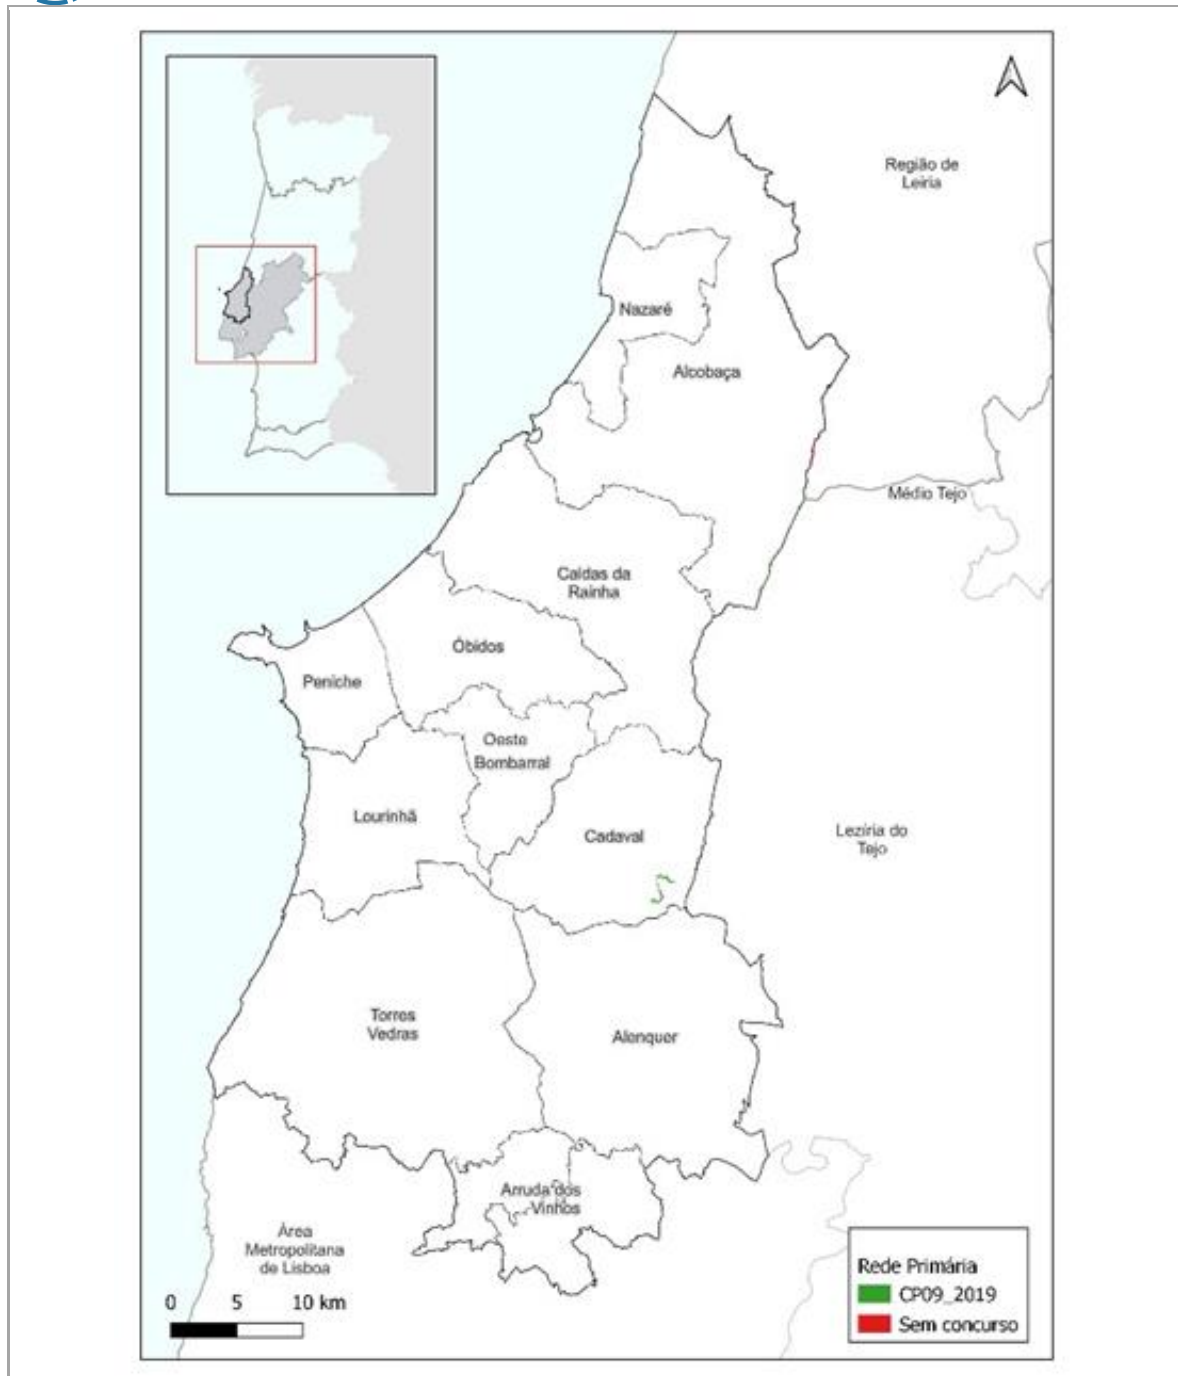 Região de
Leiria
Nazaré
Alcobaça
Médio Tejo
Caldas da
Rainha
Óbidos
Peniche
Oeste
Bombarral
Lourinhã
Cadaval
Lezíria do
Tejo
Torres
Vedras
Alenquer
Arruda dos
Vinhos
Área
Metropolitana
de Lisboa
0 5 10 km
Rede Primária
CP09_2019
Sem concurso